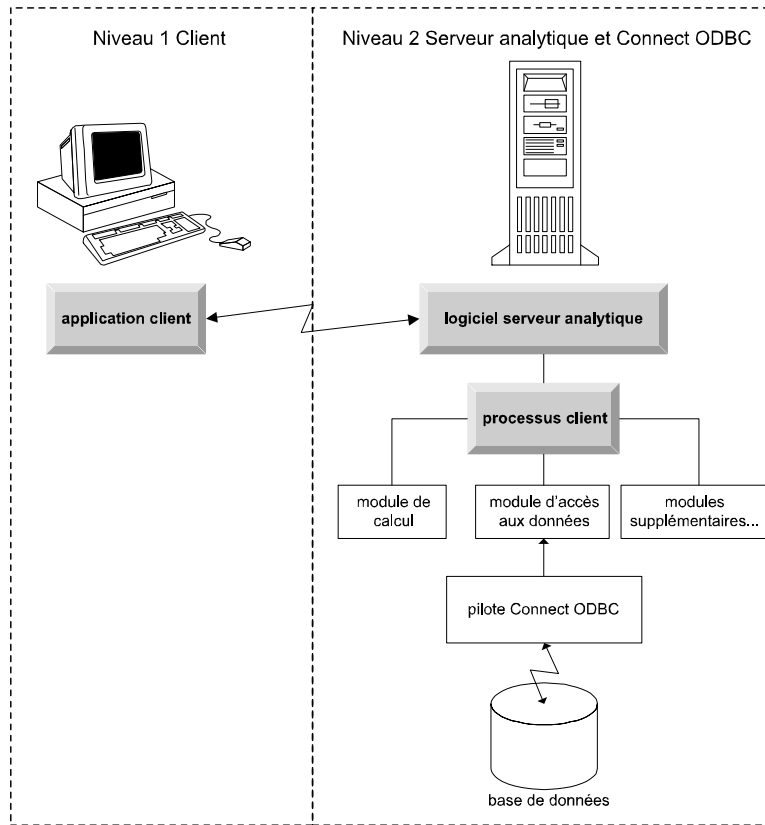 Niveau 1 Client
Niveau 2 Serveur analytique et Connect ODBC
application client
logiciel serveur analytique
processus client
module de
calcul
module d'accès
aux données
modules
supplémentaires...
pilote Connect ODBC
base de données